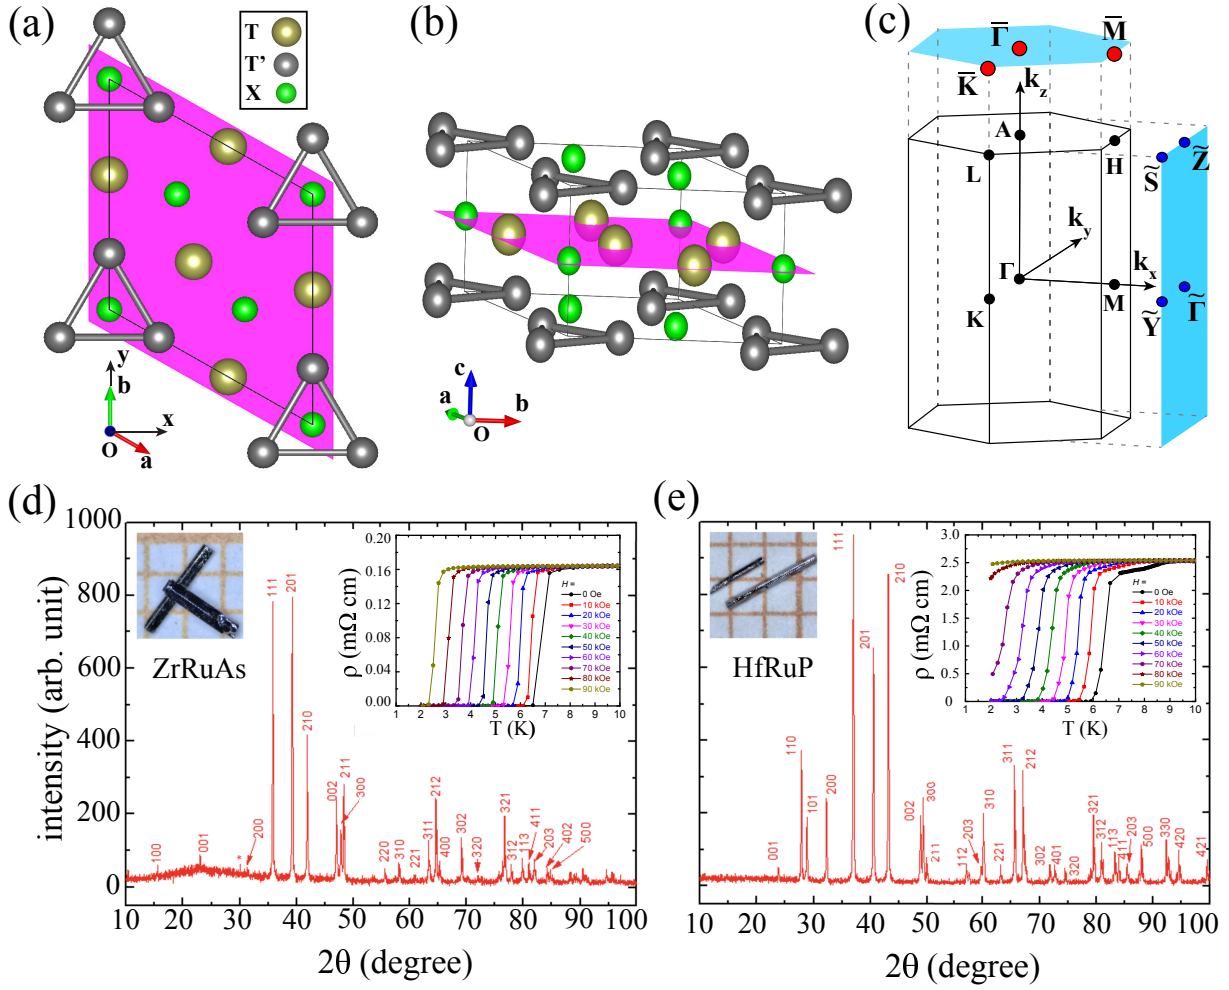 (a)
T
T'
X
y
b
x
O
a
(b)
c
a
b
O
(c)
Γ̅
M̅
K̅
k_z
A
L
H
S̃
Z̃
k_y
Γ
k_x
M
K
Ỹ
Γ̃
(d)
intensity (arb. unit)
1000
800
600
400
200
0
ZrRuAs
ρ (mΩ cm)
0.20
0.16
0.12
0.08
0.04
0.00
1 2 3 4 5 6 7 8 9 10
T (K)
H =
0 Oe
10 kOe
20 kOe
30 kOe
40 kOe
50 kOe
60 kOe
70 kOe
80 kOe
90 kOe
100
001
*
200
111
201
210
002
211
300
220
310
221
311
212
400
302
320
321
312
113
411
203
402
500
10 20 30 40 50 60 70 80 90 100
2θ (degree)
(e)
HfRuP
ρ (mΩ cm)
3.0
2.5
2.0
1.5
1.0
0.5
0.0
1 2 3 4 5 6 7 8 9 10
T (K)
H =
0 Oe
10 kOe
20 kOe
30 kOe
40 kOe
50 kOe
60 kOe
70 kOe
80 kOe
90 kOe
001
110
101
200
111
201
210
002
300
211
112
203
310
221
311
212
302
401
320
321
312
113
411
203
500
330
420
421
10 20 30 40 50 60 70 80 90 100
2θ (degree)